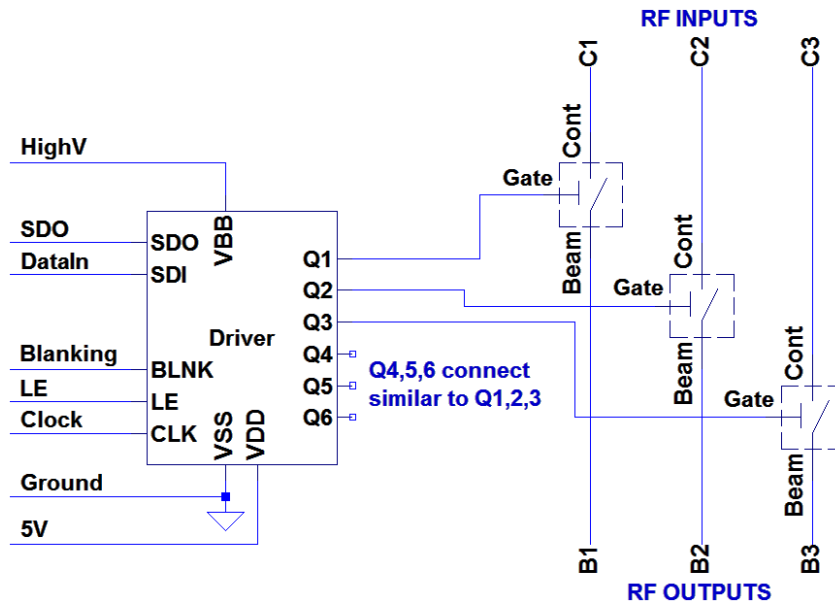 RF INPUTS
C1
C2
C3
HighV
Cont
Gate
SDO
SDO
VBB
DataIn
SDI
Q1
Beam
Cont
Q2
Gate
Q3
Driver
Q4
Q4,5,6 connect
similar to Q1,2,3
Q5
Q6
Blanking
BLNK
LE
LE
Clock
CLK
VSS
VDD
Beam
Cont
Gate
Beam
Ground
5V
B1
B2
B3
RF OUTPUTS